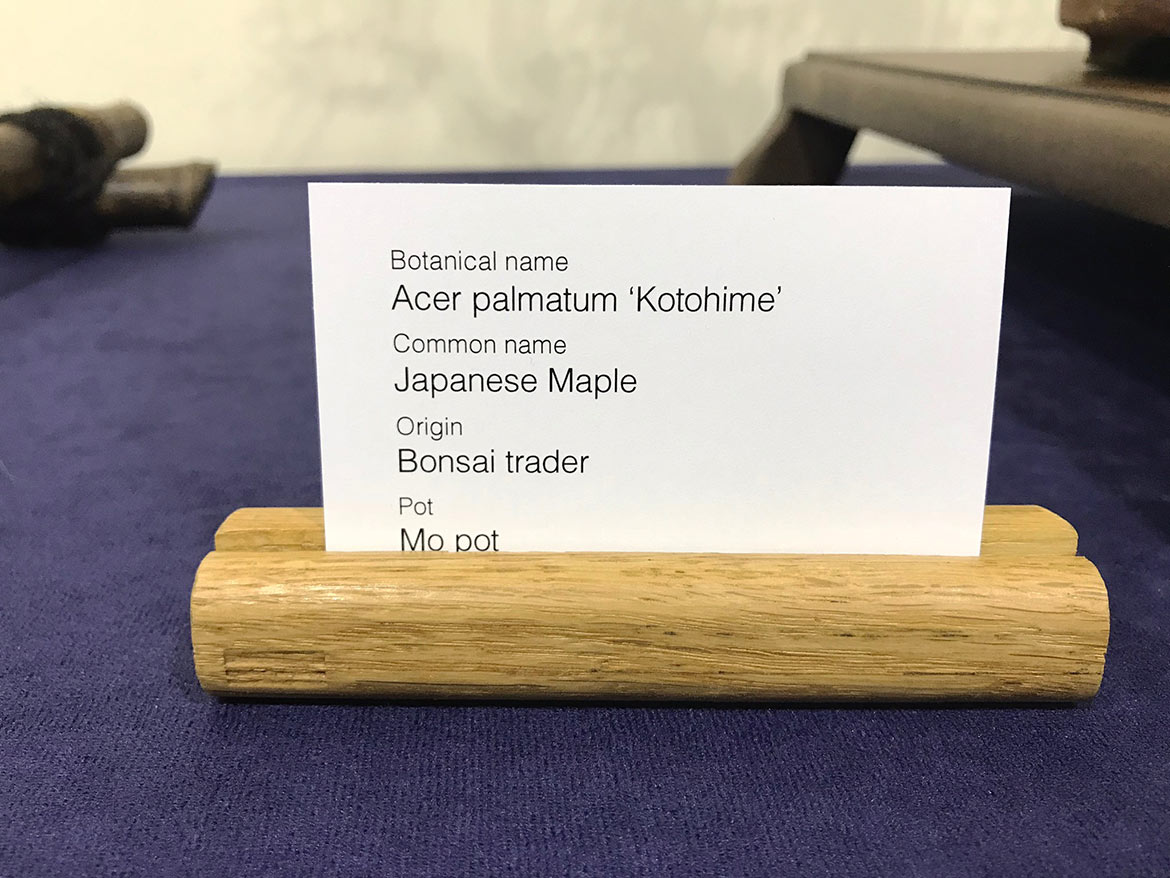 Botanical name
Acer palmatum ‘Kotohime’
Common name
Japanese Maple
Origin
Bonsai trader
Pot
Mo pot